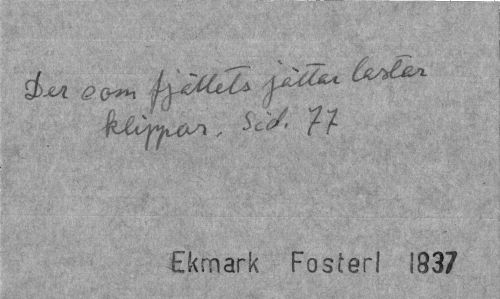 Der som fjällets jättar lastar
klippor. Sid. 77
Ekmark Fosterl 1837